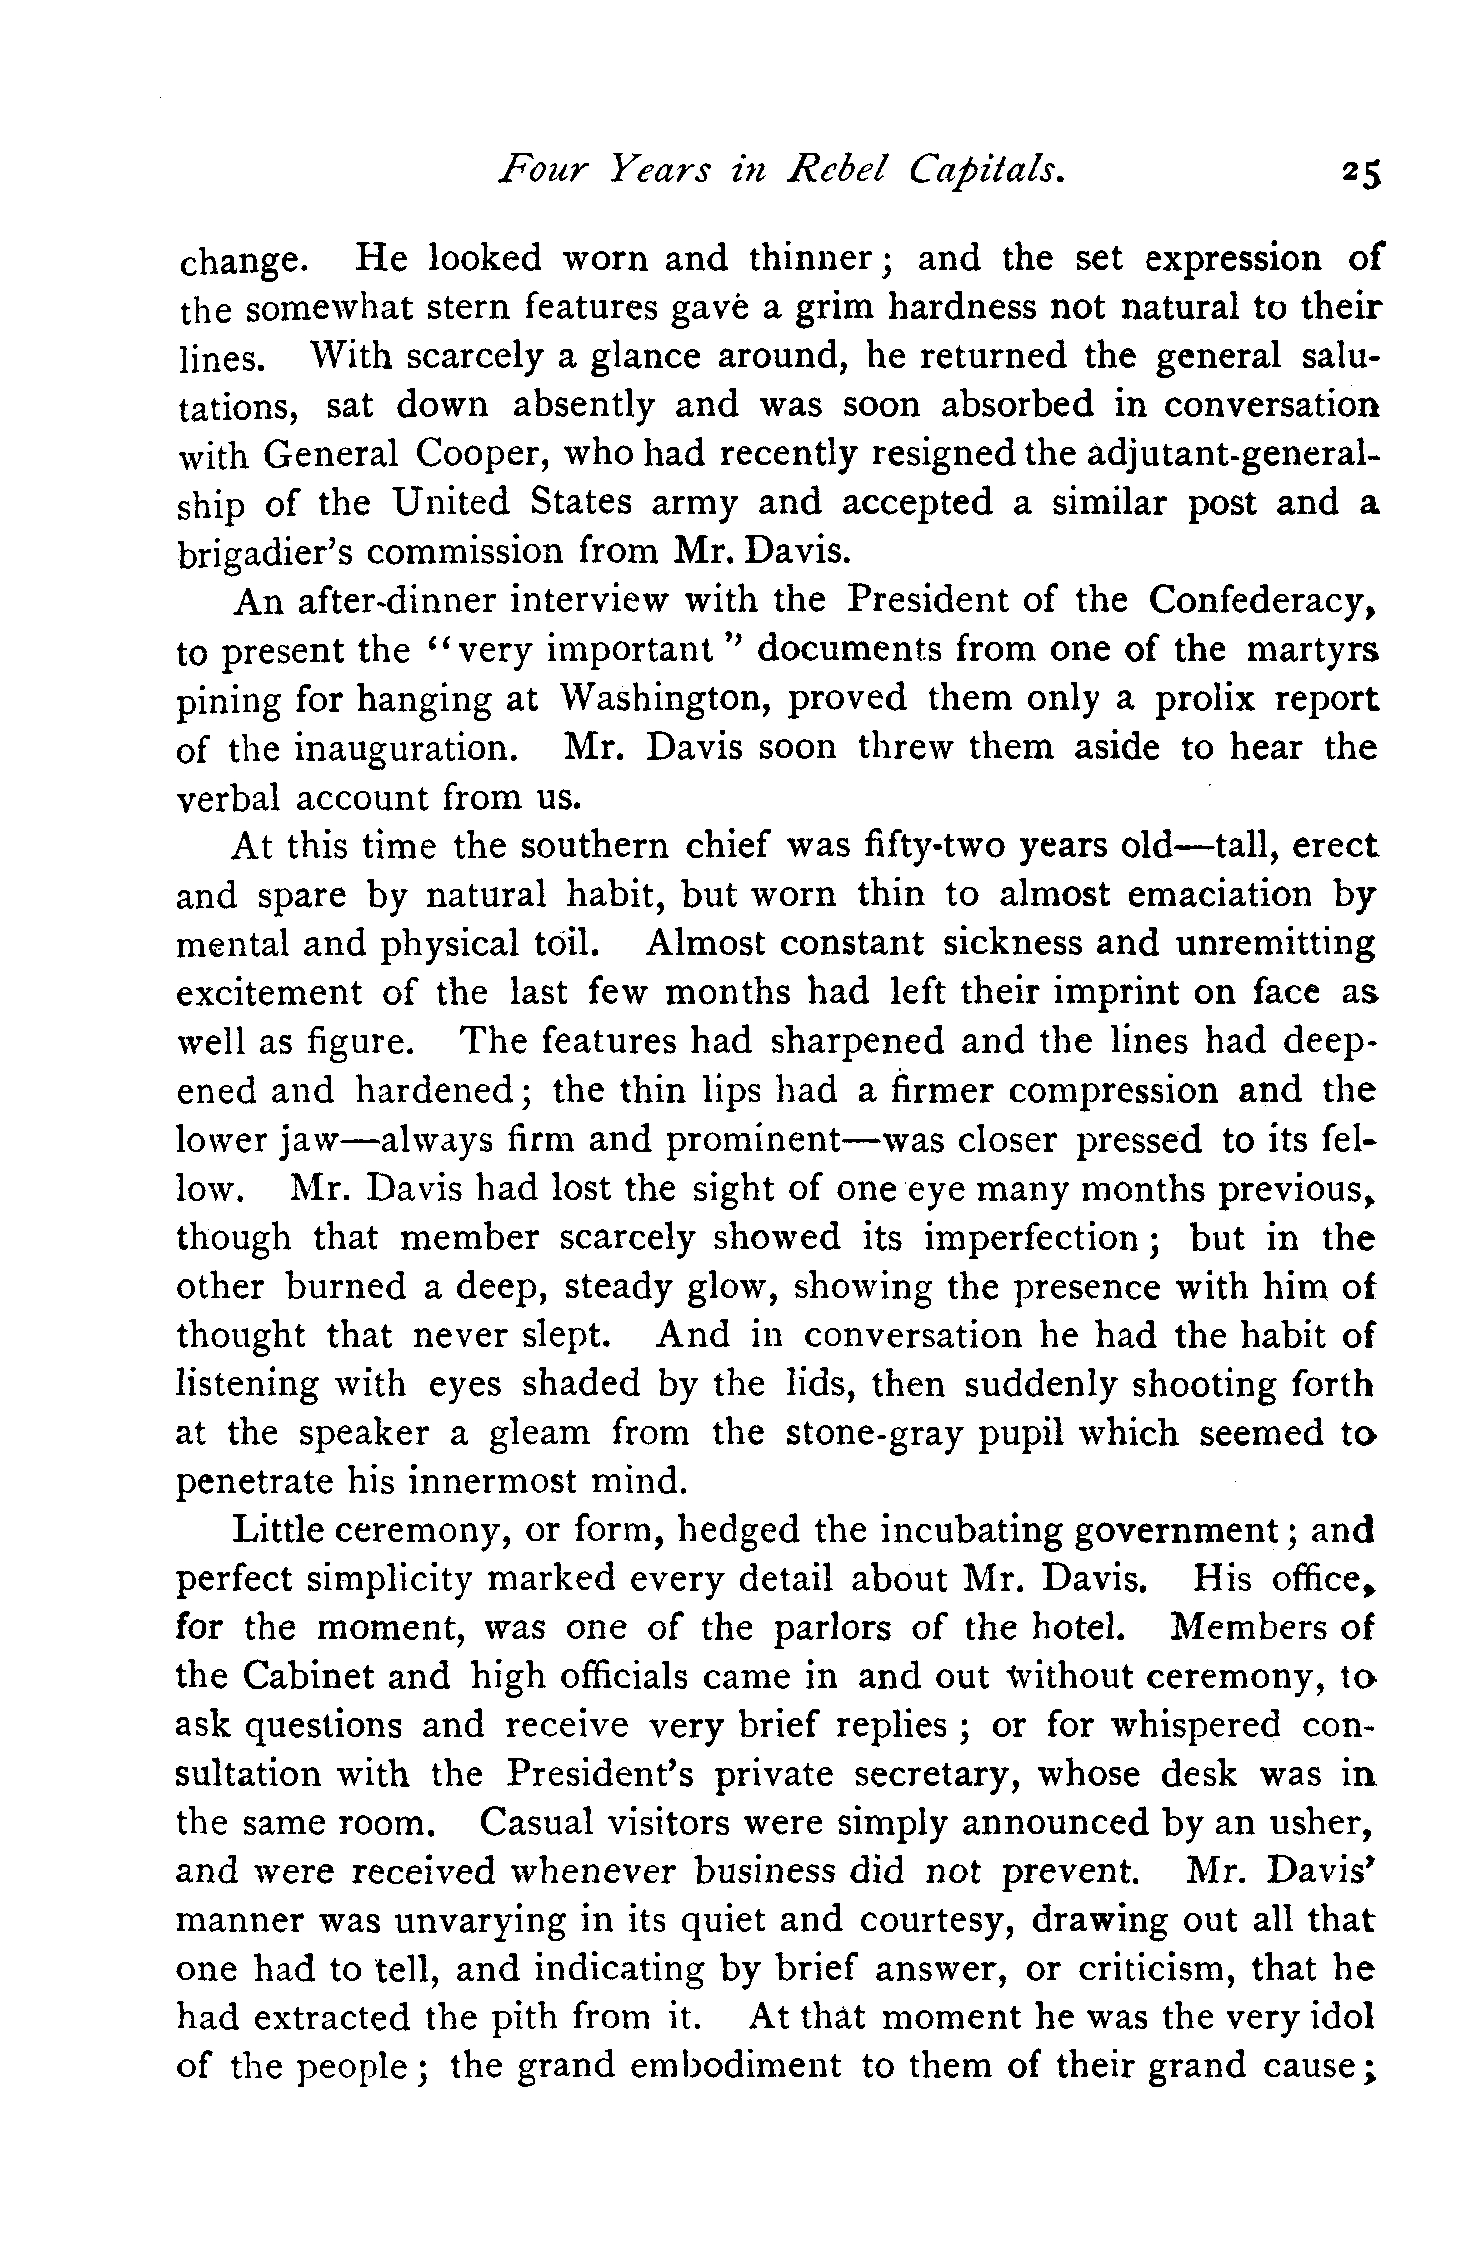 Four Years in Rebel Capitals. 25
change. He looked worn and thinner; and the set expression of
the somewhat stern features gave a grim hardness not natural to their
lines. With scarcely a glance around, he returned the general salu-
tations, sat down absently and was soon absorbed in conversation
with General Cooper, who had recently resigned the adjutant-general-
ship of the United States army and accepted a similar post and a
brigadier's commission from Mr. Davis.
An after-dinner interview with the President of the Confederacy,
to present the "very important" documents from one of the martyrs
pining for hanging at Washington, proved them only a prolix report
of the inauguration. Mr. Davis soon threw them aside to hear the
verbal account from us.
At this time the southern chief was fifty-two years old—tall, erect
and spare by natural habit, but worn thin to almost emaciation by
mental and physical toil. Almost constant sickness and unremitting
excitement of the last few months had left their imprint on face as
well as figure. The features had sharpened and the lines had deep-
ened and hardened; the thin lips had a firmer compression and the
lower jaw—always firm and prominent—was closer pressed to its fel-
low. Mr. Davis had lost the sight of one eye many months previous,
though that member scarcely showed its imperfection; but in the
other burned a deep, steady glow, showing the presence with him of
thought that never slept. And in conversation he had the habit of
listening with eyes shaded by the lids, then suddenly shooting forth
at the speaker a gleam from the stone-gray pupil which seemed to
penetrate his innermost mind.
Little ceremony, or form, hedged the incubating government; and
perfect simplicity marked every detail about Mr. Davis. His office,
for the moment, was one of the parlors of the hotel. Members of
the Cabinet and high officials came in and out without ceremony, to
ask questions and receive very brief replies; or for whispered con-
sultation with the President's private secretary, whose desk was in
the same room. Casual visitors were simply announced by an usher,
and were received whenever business did not prevent. Mr. Davis'
manner was unvarying in its quiet and courtesy, drawing out all that
one had to tell, and indicating by brief answer, or criticism, that he
had extracted the pith from it. At that moment he was the very idol
of the people; the grand embodiment to them of their grand cause;